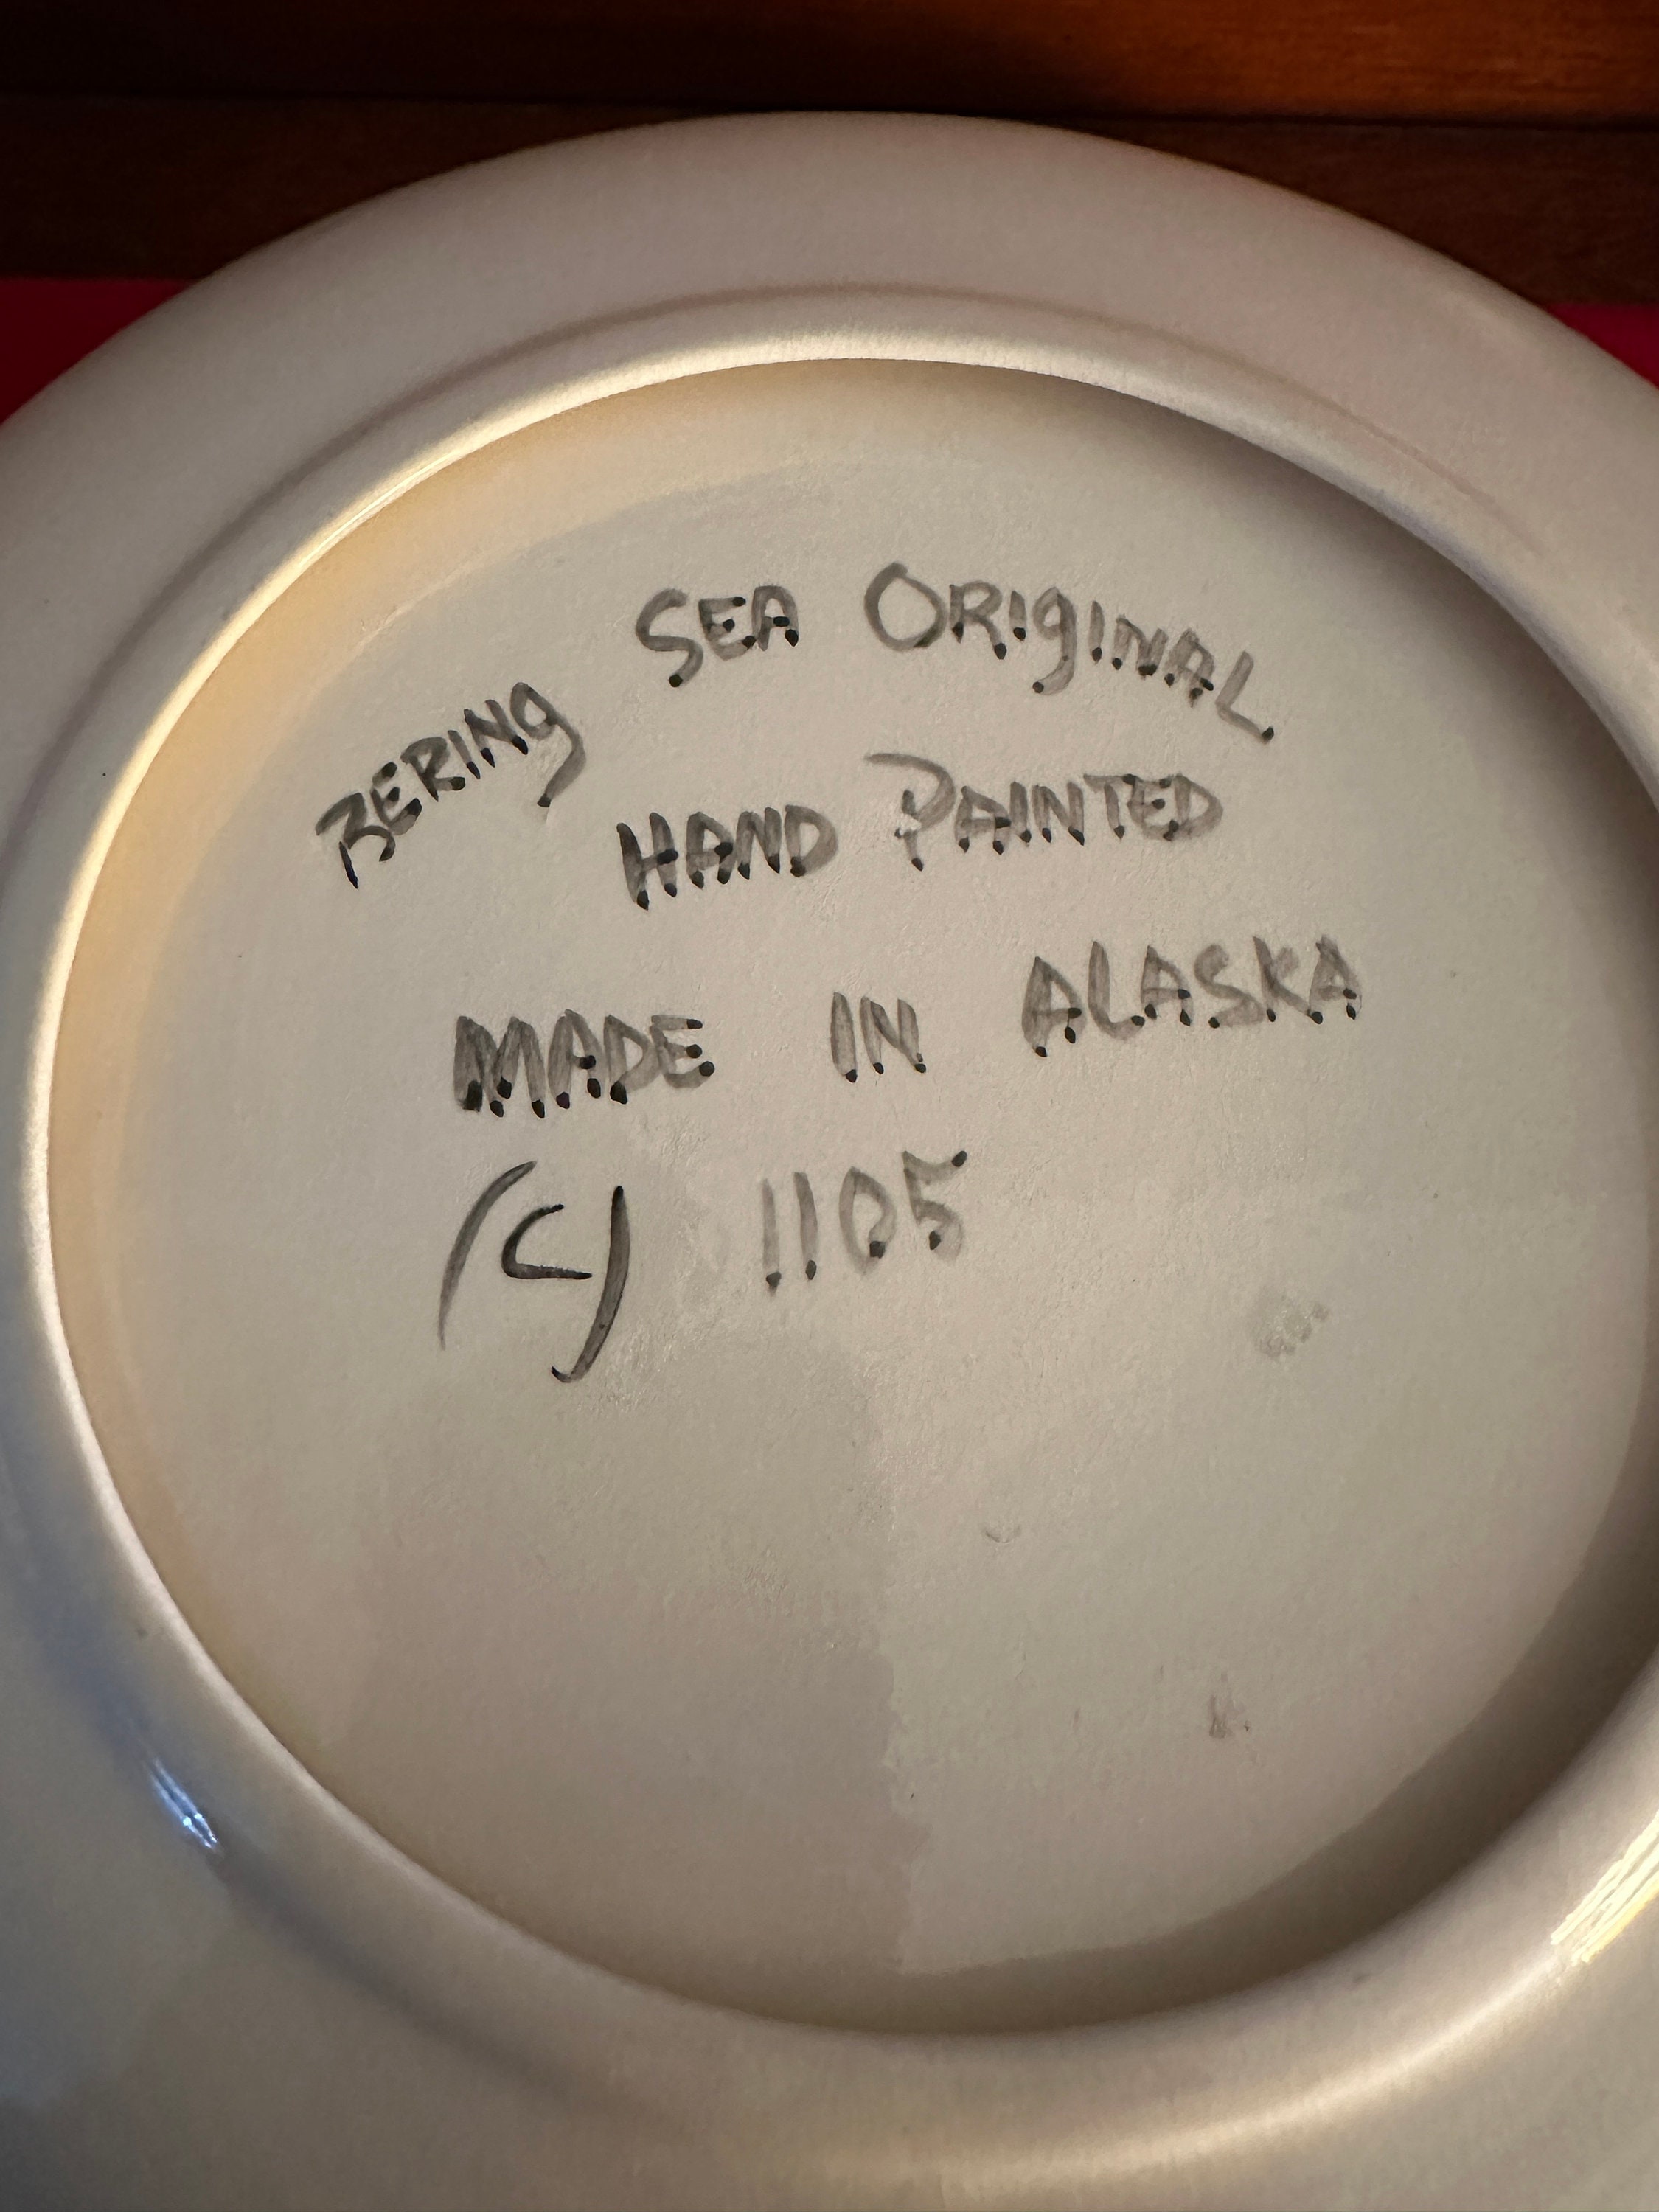 BERING SEA ORIGINAL
HAND PAINTED
MADE IN ALASKA
(C) 1105